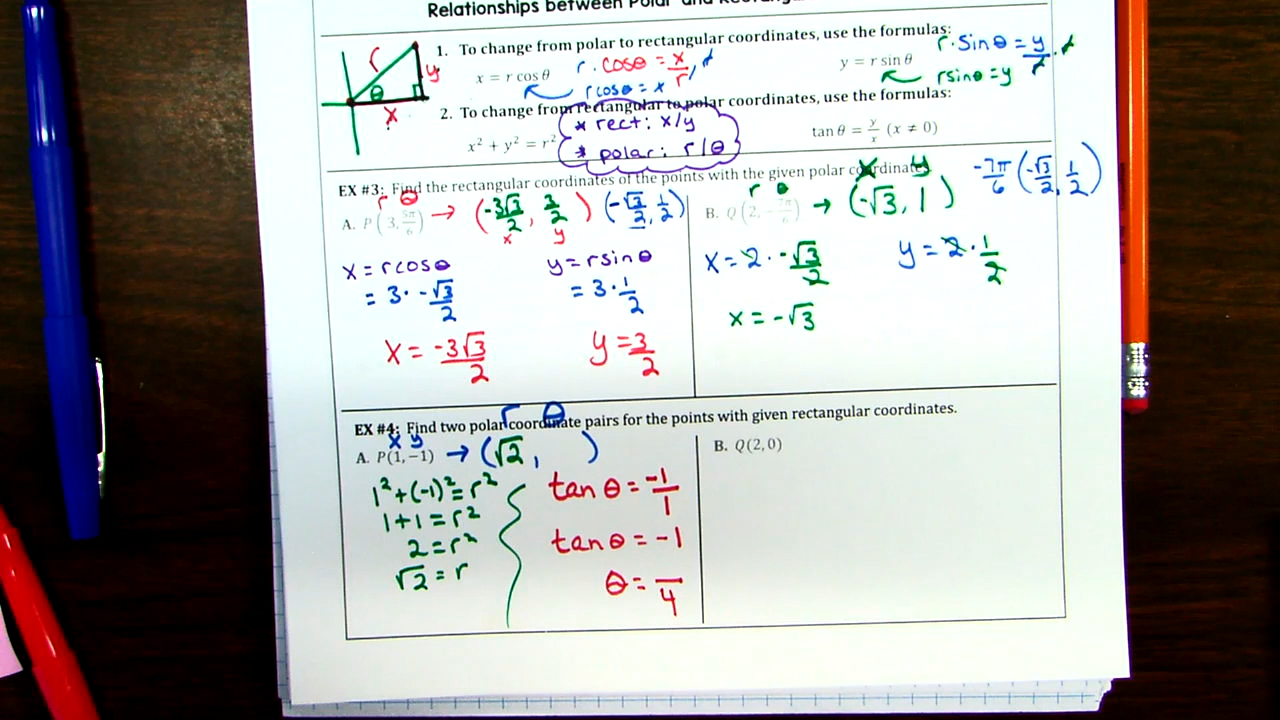 Relationships between Polar and
1. To change from polar to rectangular coordinates, use the formulas:
x = r cos θ
r · cosθ = x/r · r
rcosθ = x
y = r sin θ
r · sinθ = y/r · r
rsinθ = y
r
y
θ
x
2. To change from rectangular to polar coordinates, use the formulas:
x² + y² = r²
* rect: x/y
* polar: r/θ
tan θ = y/x (x ≠ 0)
EX #3: Find the rectangular coordinates of the points with the given polar coordinates.
r θ
A. P(3, 5π/6) → (-3√3/2, 3/2) (-√3/2, 1/2)
x y
x = rcosθ
= 3 · -√3/2
x = -3√3/2
y = rsinθ
= 3 · 1/2
y = 3/2
r θ x y
B. Q(2, -7π/6) → (-√3, 1)
-7π/6 (-√3/2, 1/2)
x = 2 · -√3/2
x = -√3
y = 2 · 1/2
r θ
EX #4: Find two polar coordinate pairs for the points with given rectangular coordinates.
x y
A. P(1, −1) → (√2, )
1² + (-1)² = r²
1 + 1 = r²
2 = r²
√2 = r
tan θ = -1/1
tan θ = -1
θ = /4
B. Q(2, 0)